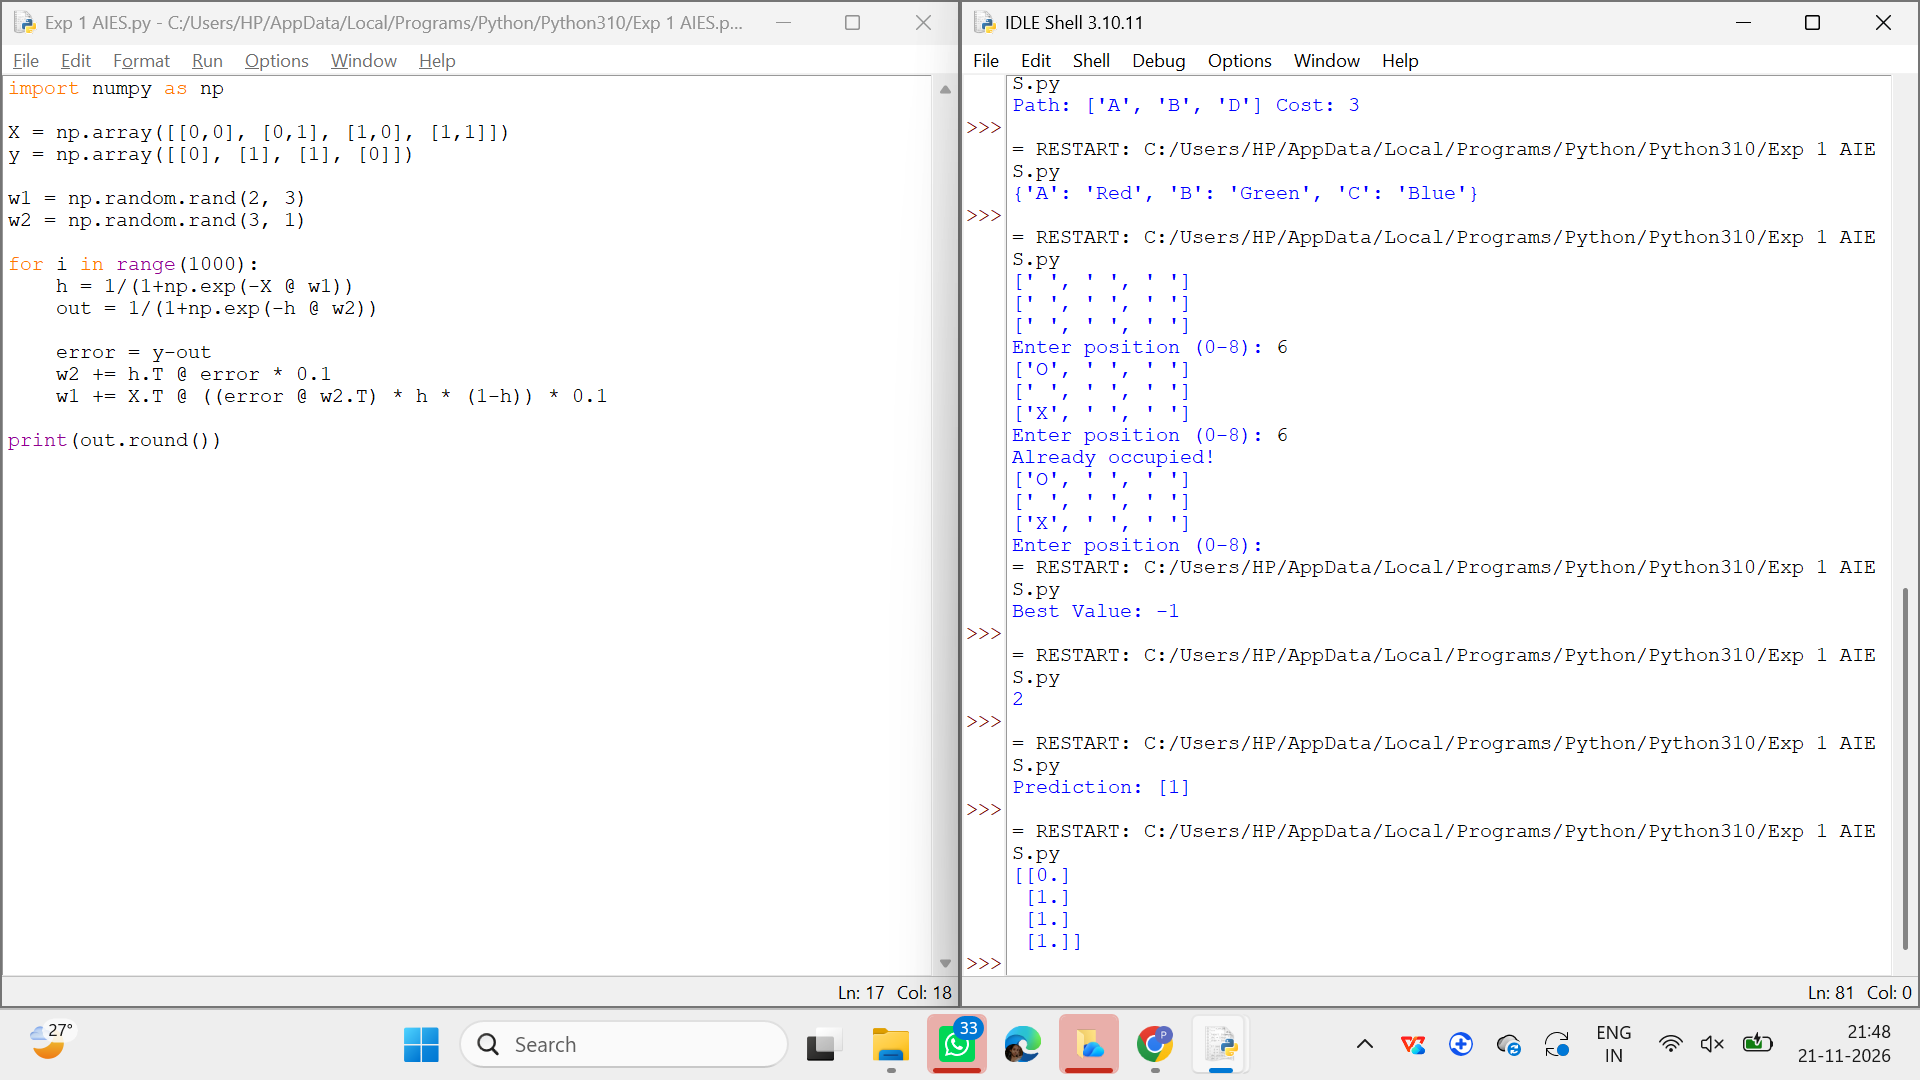 Exp 1 AIES.py - C:/Users/HP/AppData/Local/Programs/Python/Python310/Exp 1 AIES.p...
File Edit Format Run Options Window Help
import numpy as np
X = np.array([[0,0], [0,1], [1,0], [1,1]])
y = np.array([[0], [1], [1], [0]])
w1 = np.random.rand(2, 3)
w2 = np.random.rand(3, 1)
for i in range(1000):
    h = 1/(1+np.exp(-X @ w1))
    out = 1/(1+np.exp(-h @ w2))
    error = y-out
    w2 += h.T @ error * 0.1
    w1 += X.T @ ((error @ w2.T) * h * (1-h)) * 0.1
print(out.round())
Ln: 17 Col: 18
IDLE Shell 3.10.11
File Edit Shell Debug Options Window Help
S.py
Path: ['A', 'B', 'D'] Cost: 3
>>>
= RESTART: C:/Users/HP/AppData/Local/Programs/Python/Python310/Exp 1 AIE
S.py
{'A': 'Red', 'B': 'Green', 'C': 'Blue'}
>>>
= RESTART: C:/Users/HP/AppData/Local/Programs/Python/Python310/Exp 1 AIE
S.py
[' ', ' ', ' ']
[' ', ' ', ' ']
[' ', ' ', ' ']
Enter position (0-8): 6
['O', ' ', ' ']
[' ', ' ', ' ']
['X', ' ', ' ']
Enter position (0-8): 6
Already occupied!
['O', ' ', ' ']
[' ', ' ', ' ']
['X', ' ', ' ']
Enter position (0-8):
= RESTART: C:/Users/HP/AppData/Local/Programs/Python/Python310/Exp 1 AIE
S.py
Best Value: -1
>>>
= RESTART: C:/Users/HP/AppData/Local/Programs/Python/Python310/Exp 1 AIE
S.py
2
>>>
= RESTART: C:/Users/HP/AppData/Local/Programs/Python/Python310/Exp 1 AIE
S.py
Prediction: [1]
>>>
= RESTART: C:/Users/HP/AppData/Local/Programs/Python/Python310/Exp 1 AIE
S.py
[[0.]
 [1.]
 [1.]
 [1.]]
>>>
Ln: 81 Col: 0
27°
Search
33
P
ENG
IN
21:48
21-11-2026